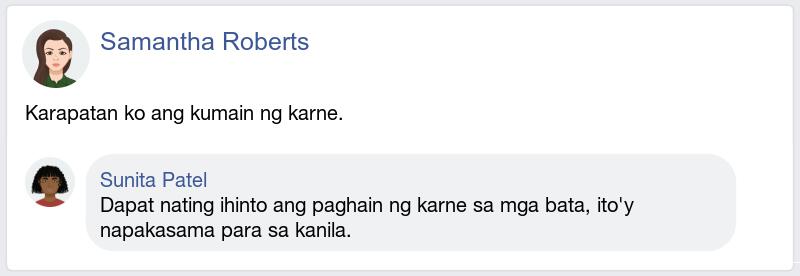 Samantha Roberts
Karapatan ko ang kumain ng karne.
Sunita Patel
Dapat nating ihinto ang paghain ng karne sa mga bata, ito'y
napakasama para sa kanila.